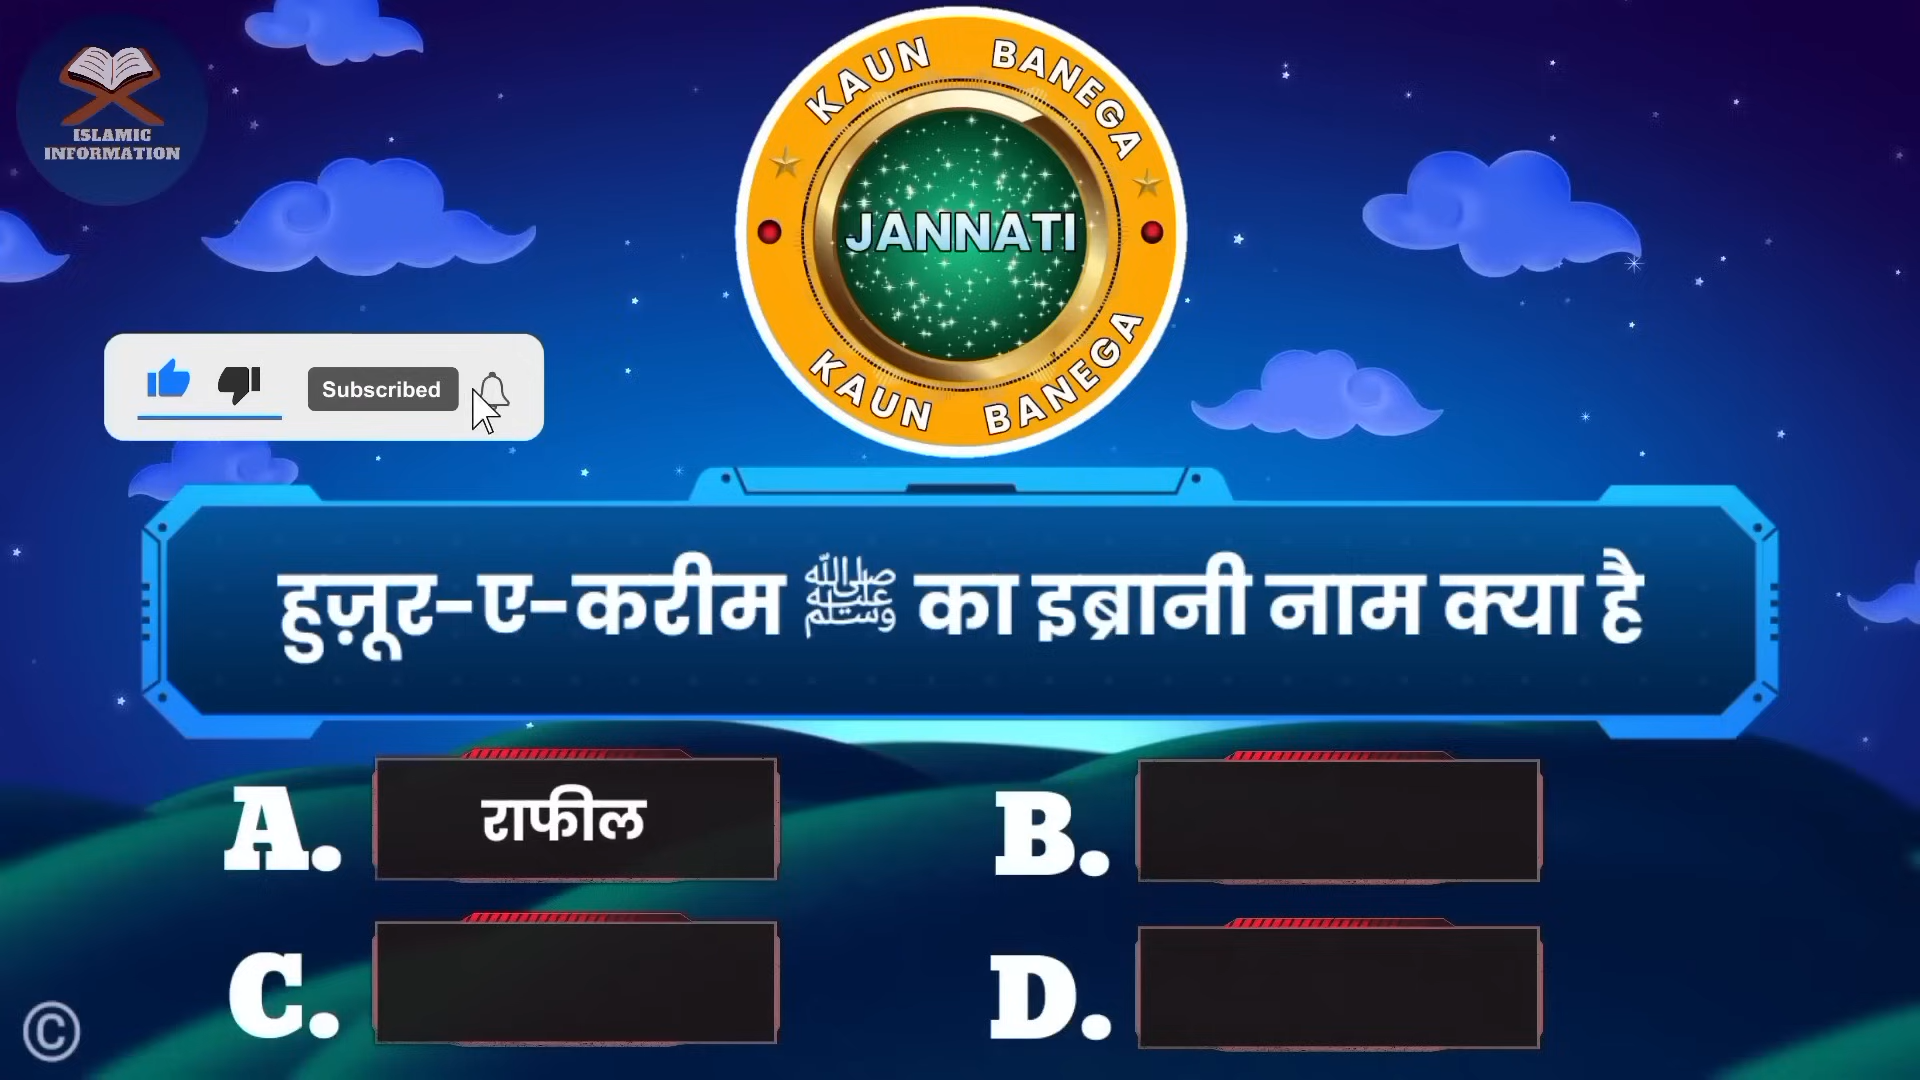 ISLAMIC
INFORMATION
KAUN BANEGA
JANNATI
KAUN BANEGA
Subscribed
हुज़ूर-ए-करीम ﷺ का इब्रानी नाम क्या है
A. राफील
B.
C.
D.
©